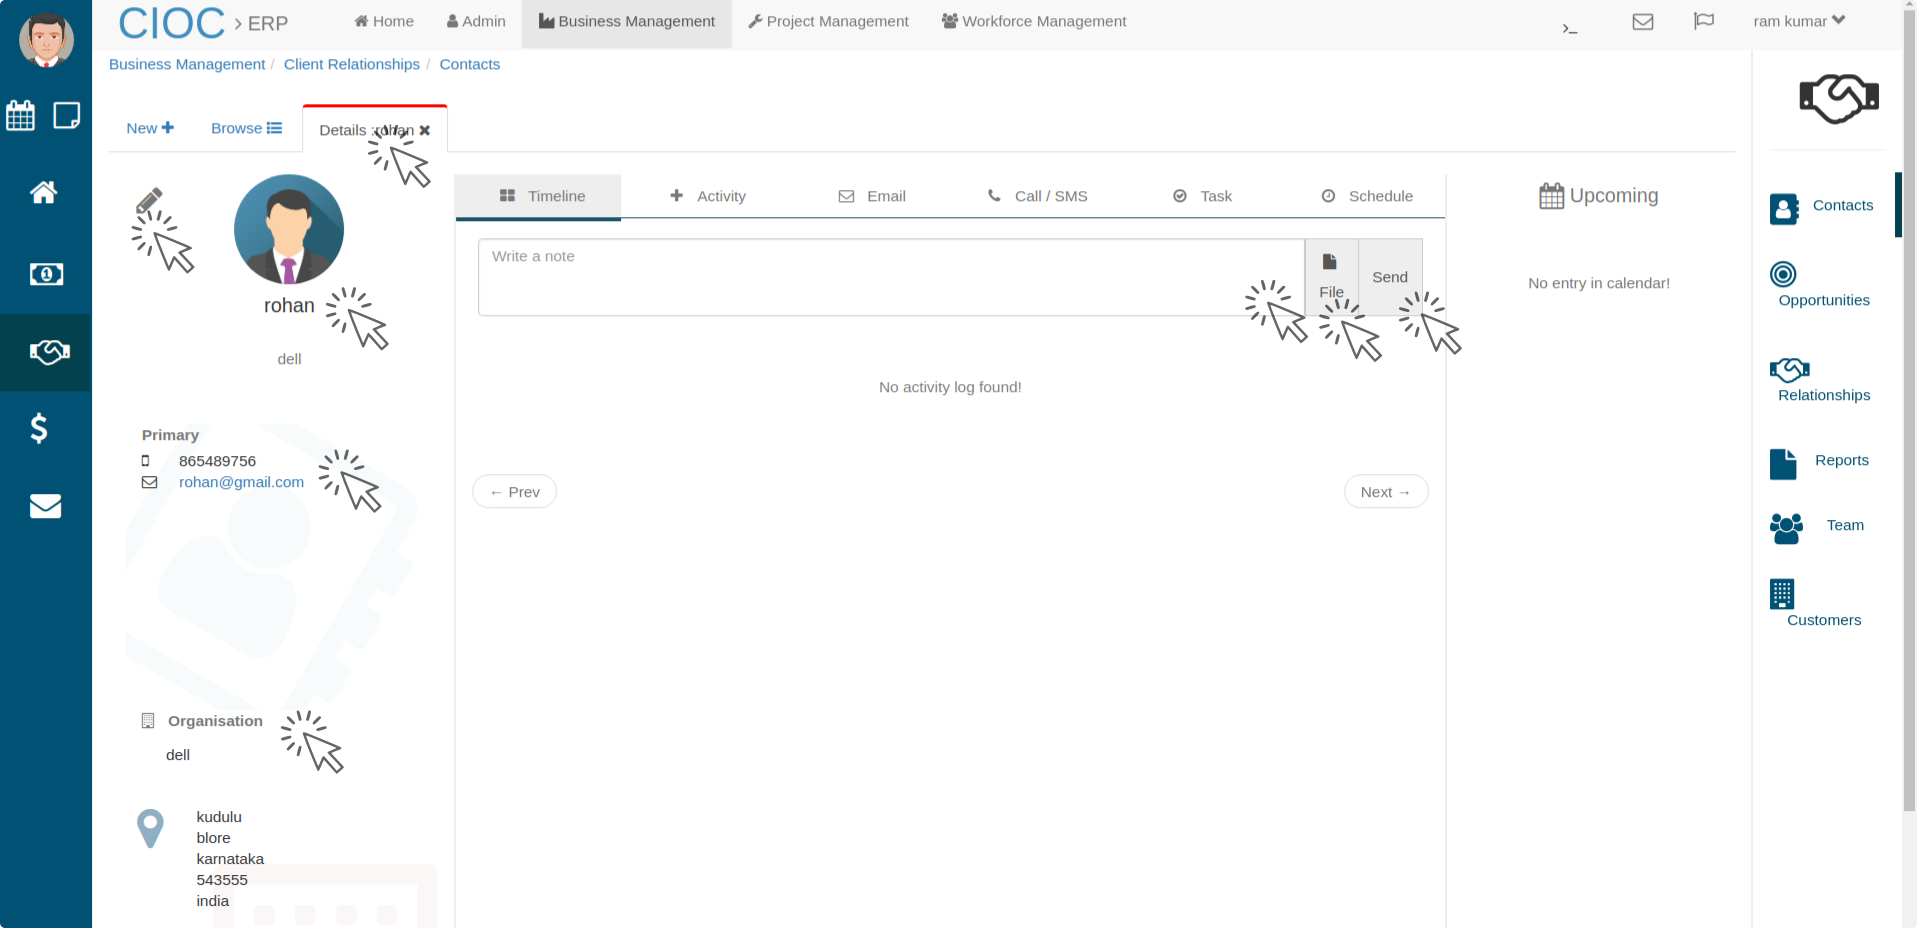 CIOC > ERP
Home
Admin
Business Management
Project Management
Workforce Management
>_
ram kumar
Business Management / Client Relationships / Contacts
New
Browse
Details :rohan
Timeline
Activity
Email
Call / SMS
Task
Schedule
Upcoming
Write a note
File
Send
No entry in calendar!
No activity log found!
← Prev
Next →
rohan
dell
Primary
865489756
rohan@gmail.com
Organisation
dell
kudulu
blore
karnataka
543555
india
Contacts
Opportunities
Relationships
Reports
Team
Customers